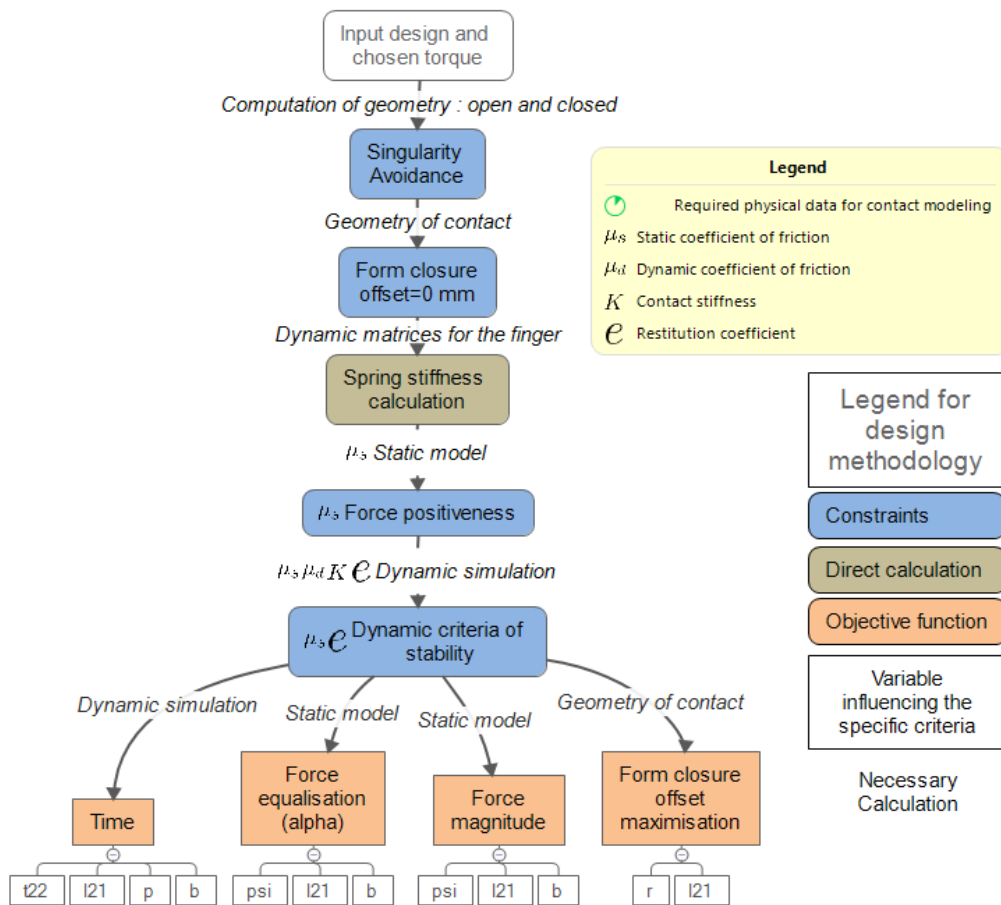 Input design and
chosen torque
Computation of geometry : open and closed
Singularity
Avoidance
Geometry of contact
Form closure
offset=0 mm
Dynamic matrices for the finger
Spring stiffness
calculation
μs Static model
μs Force positiveness
μs μd K e Dynamic simulation
μs e Dynamic criteria of
stability
Dynamic simulation
Static model
Static model
Geometry of contact
Time
Force
equalisation
(alpha)
Force
magnitude
Form closure
offset
maximisation
t22 l21 p b
psi l21 b
psi l21 b
r l21
Legend
Required physical data for contact modeling
μs Static coefficient of friction
μd Dynamic coefficient of friction
K Contact stiffness
e Restitution coefficient
Legend for
design
methodology
Constraints
Direct calculation
Objective function
Variable
influencing the
specific criteria
Necessary
Calculation